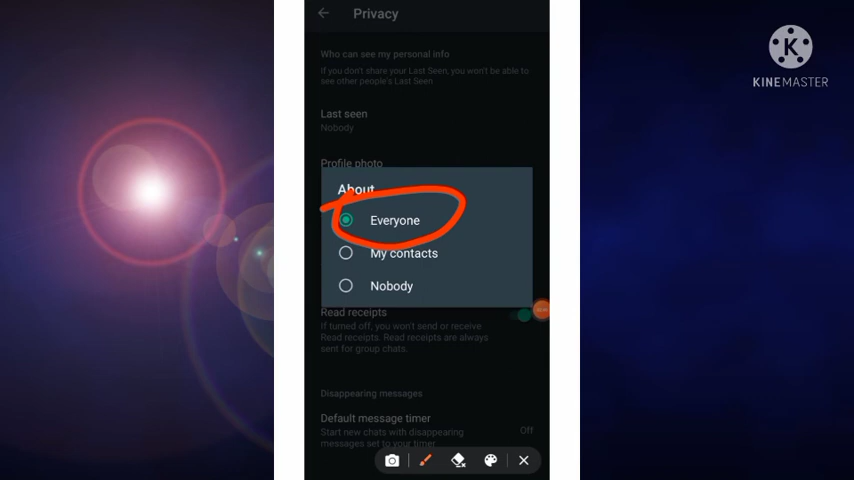 Privacy
K
KINEMASTER
Who can see my personal info
If you don't share your Last Seen, you won't be able to
see other people's Last Seen
Last seen
Nobody
Profile photo
About
Everyone
My contacts
Nobody
Read receipts
If turned off, you won't send or receive
Read receipts. Read receipts are always
sent for group chats.
Disappearing messages
Default message timer
Start new chats with disappearing
messages set to your timer
Off